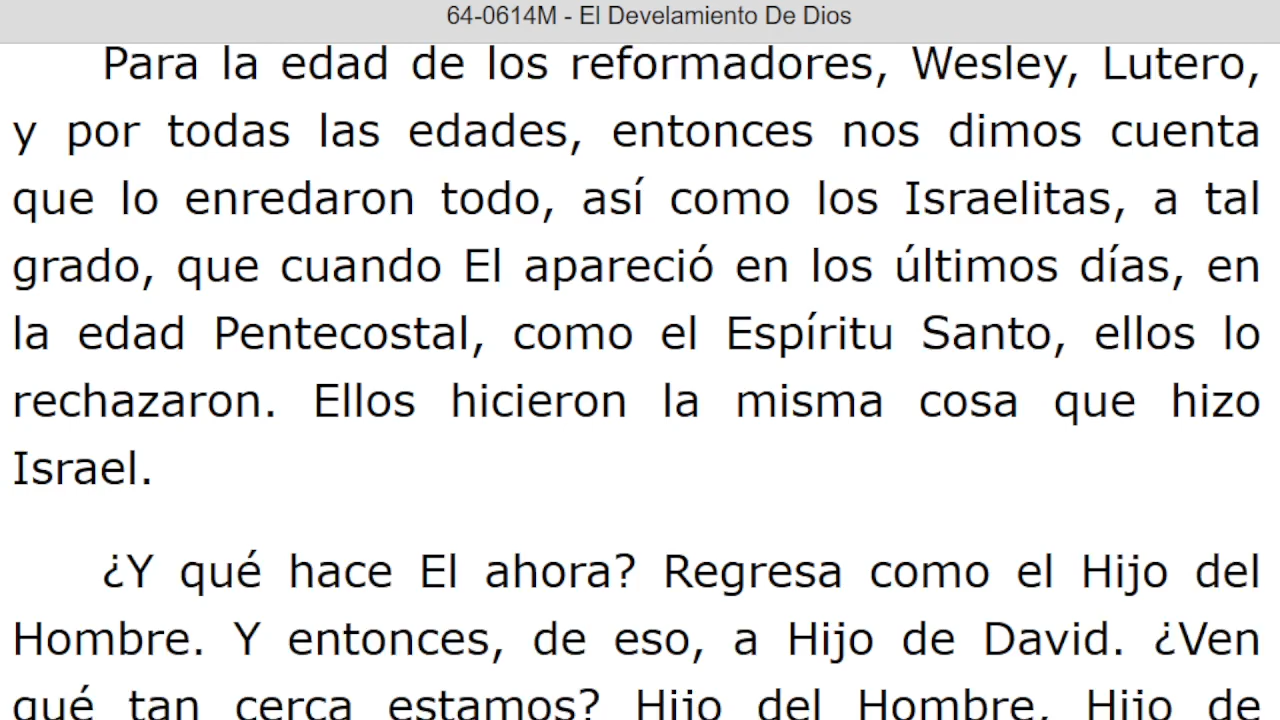 64-0614M - El Develamiento De Dios
Para la edad de los reformadores, Wesley, Lutero,
y por todas las edades, entonces nos dimos cuenta
que lo enredaron todo, así como los Israelitas, a tal
grado, que cuando El apareció en los últimos días, en
la edad Pentecostal, como el Espíritu Santo, ellos lo
rechazaron. Ellos hicieron la misma cosa que hizo
Israel.
¿Y qué hace El ahora? Regresa como el Hijo del
Hombre. Y entonces, de eso, a Hijo de David. ¿Ven
qué tan cerca estamos? Hijo del Hombre, Hijo de